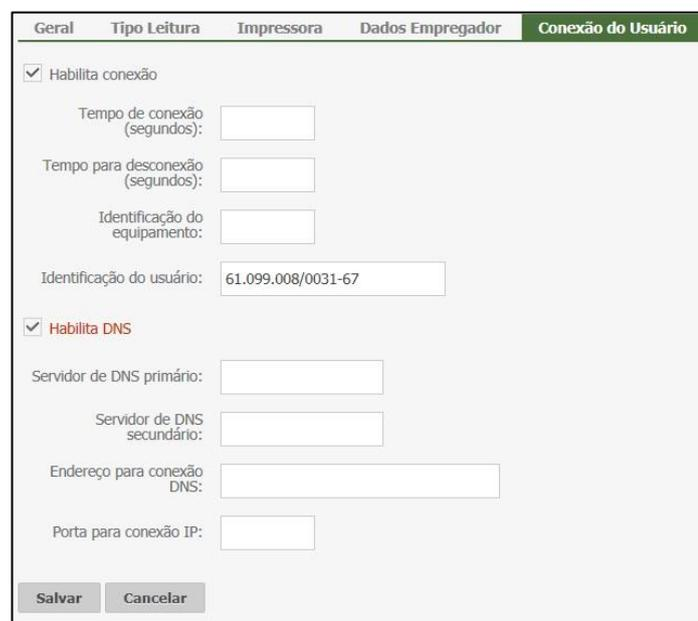 Geral Tipo Leitura Impressora Dados Empregador Conexão do Usuário
Habilita conexão
Tempo de conexão
(segundos):
Tempo para desconexão
(segundos):
Identificação do
equipamento:
Identificação do usuário: 61.099.008/0031-67
Habilita DNS
Servidor de DNS primário:
Servidor de DNS
secundário:
Endereço para conexão
DNS:
Porta para conexão IP:
Salvar Cancelar